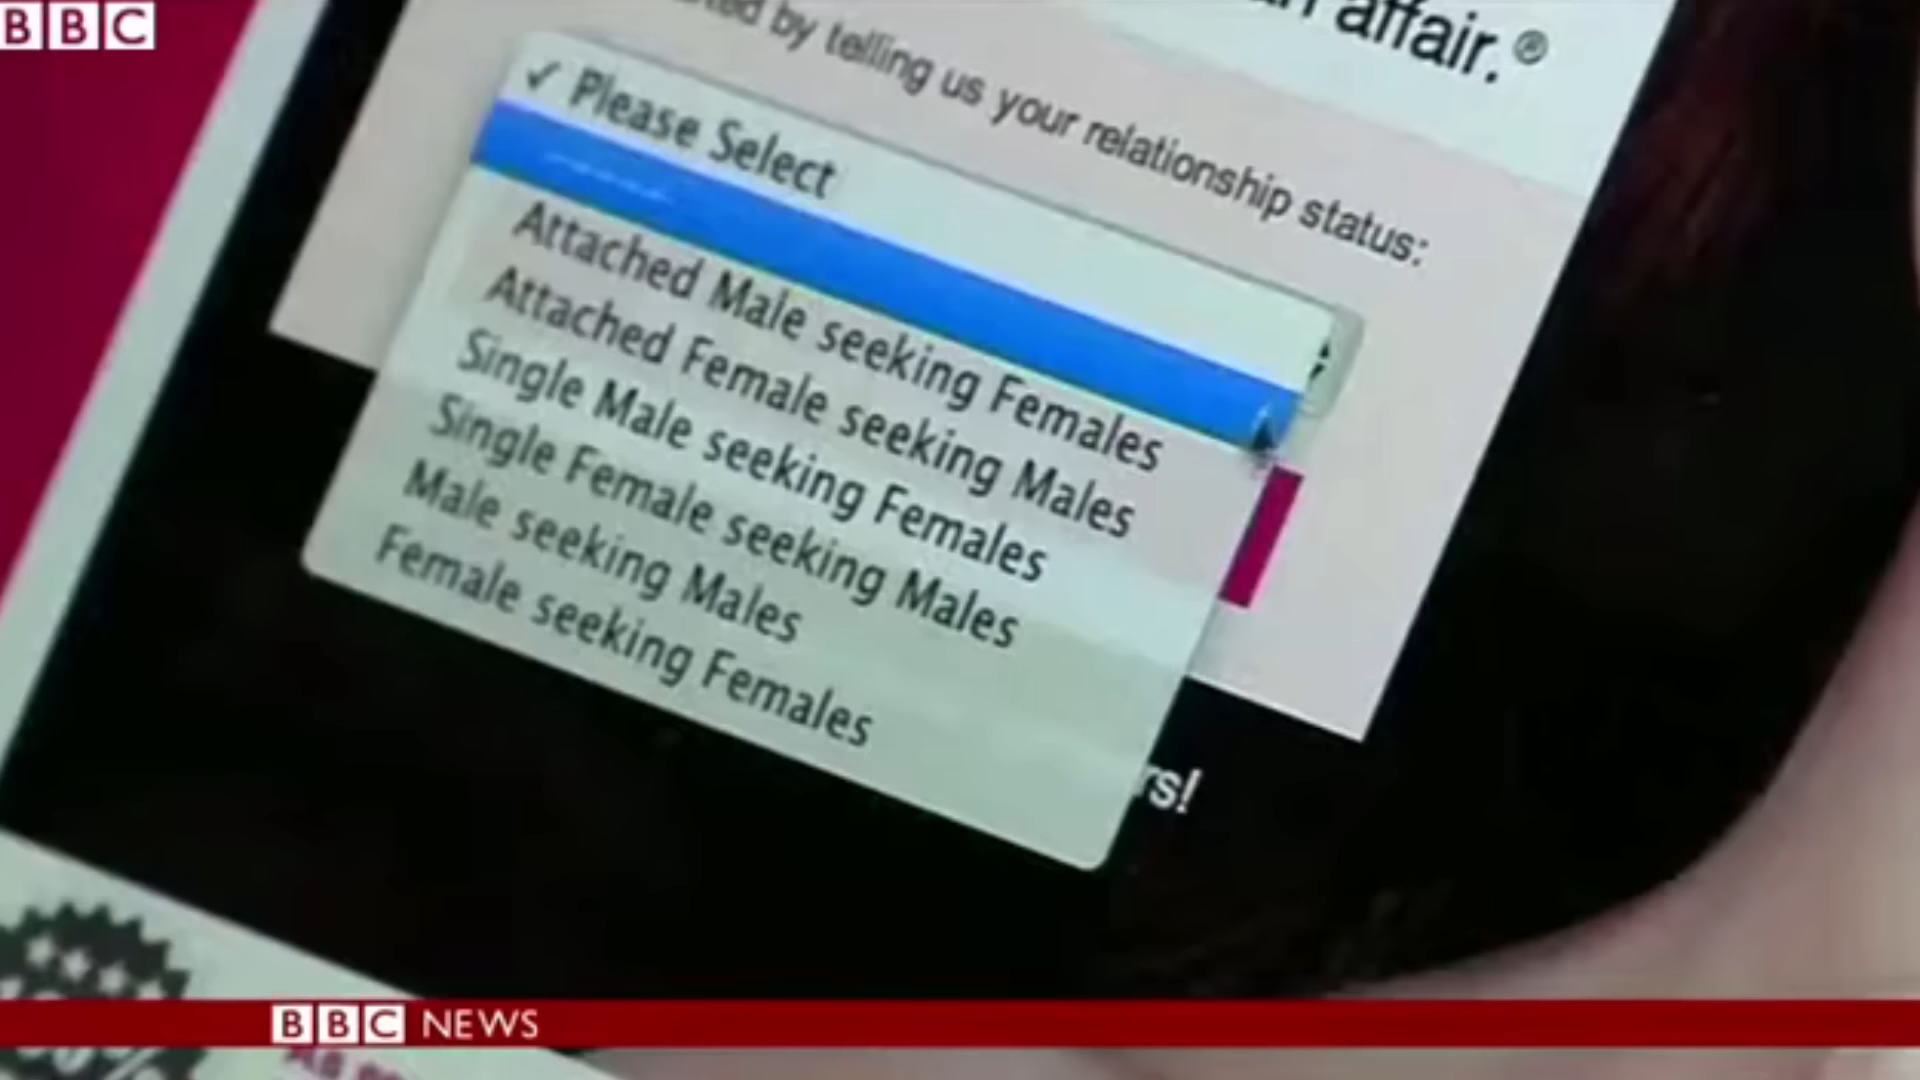 BBC
an affair.®
by telling us your relationship status:
✓ Please Select
Attached Male seeking Females
Attached Female seeking Males
Single Male seeking Females
Single Female seeking Males
Male seeking Males
Female seeking Females
rs!
BBC NEWS